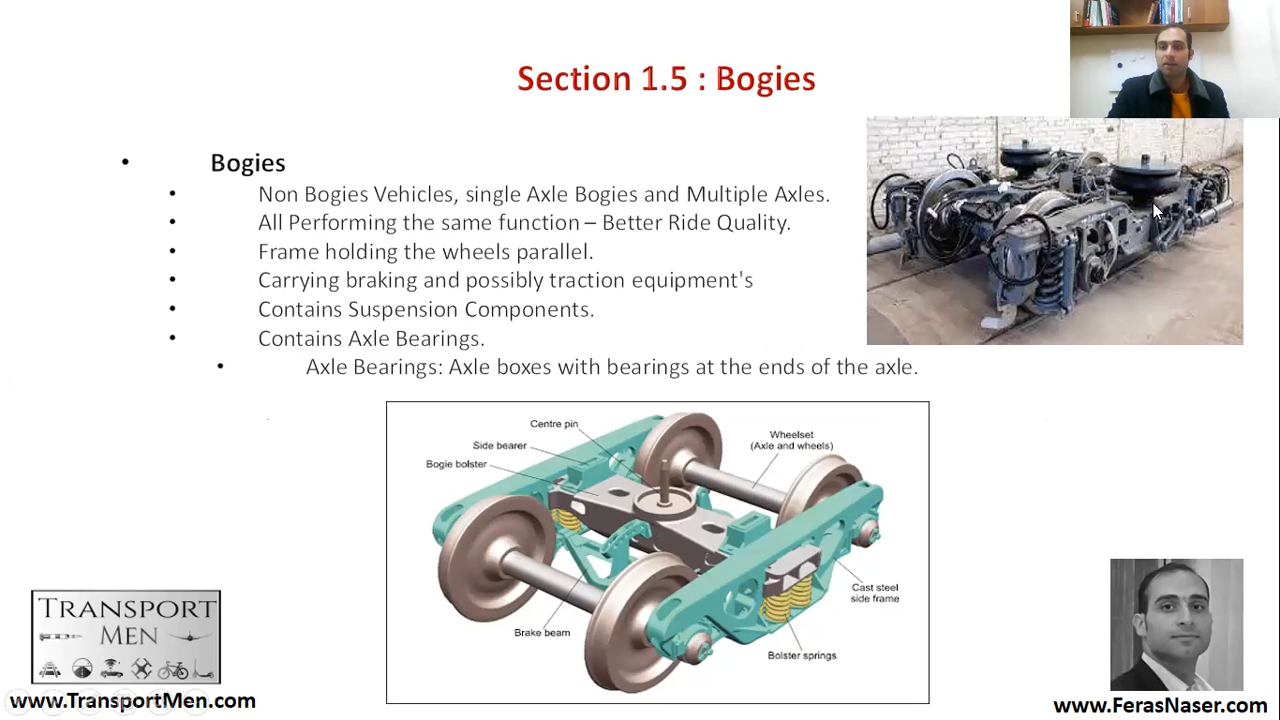 Section 1.5 : Bogies
Bogies
Non Bogies Vehicles, single Axle Bogies and Multiple Axles.
All Performing the same function – Better Ride Quality.
Frame holding the wheels parallel.
Carrying braking and possibly traction equipment's
Contains Suspension Components.
Contains Axle Bearings.
Axle Bearings: Axle boxes with bearings at the ends of the axle.
Centre pin
Side bearer
Bogie bolster
Wheelset
(Axle and wheels)
Cast steel
side frame
Brake beam
Bolster springs
TRANSPORT
MEN
www.TransportMen.com
www.FerasNaser.com